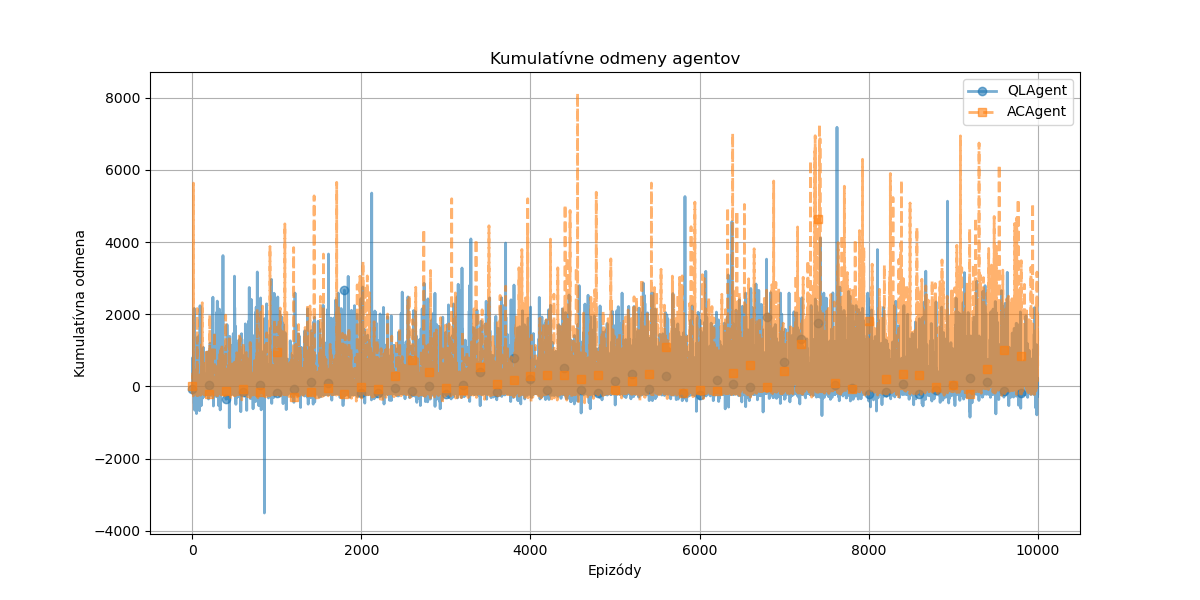 Kumulatívne odmeny agentov
QLAgent
ACAgent
8000
6000
4000
2000
0
−2000
−4000
Kumulatívna odmena
0
2000
4000
6000
8000
10000
Epizódy